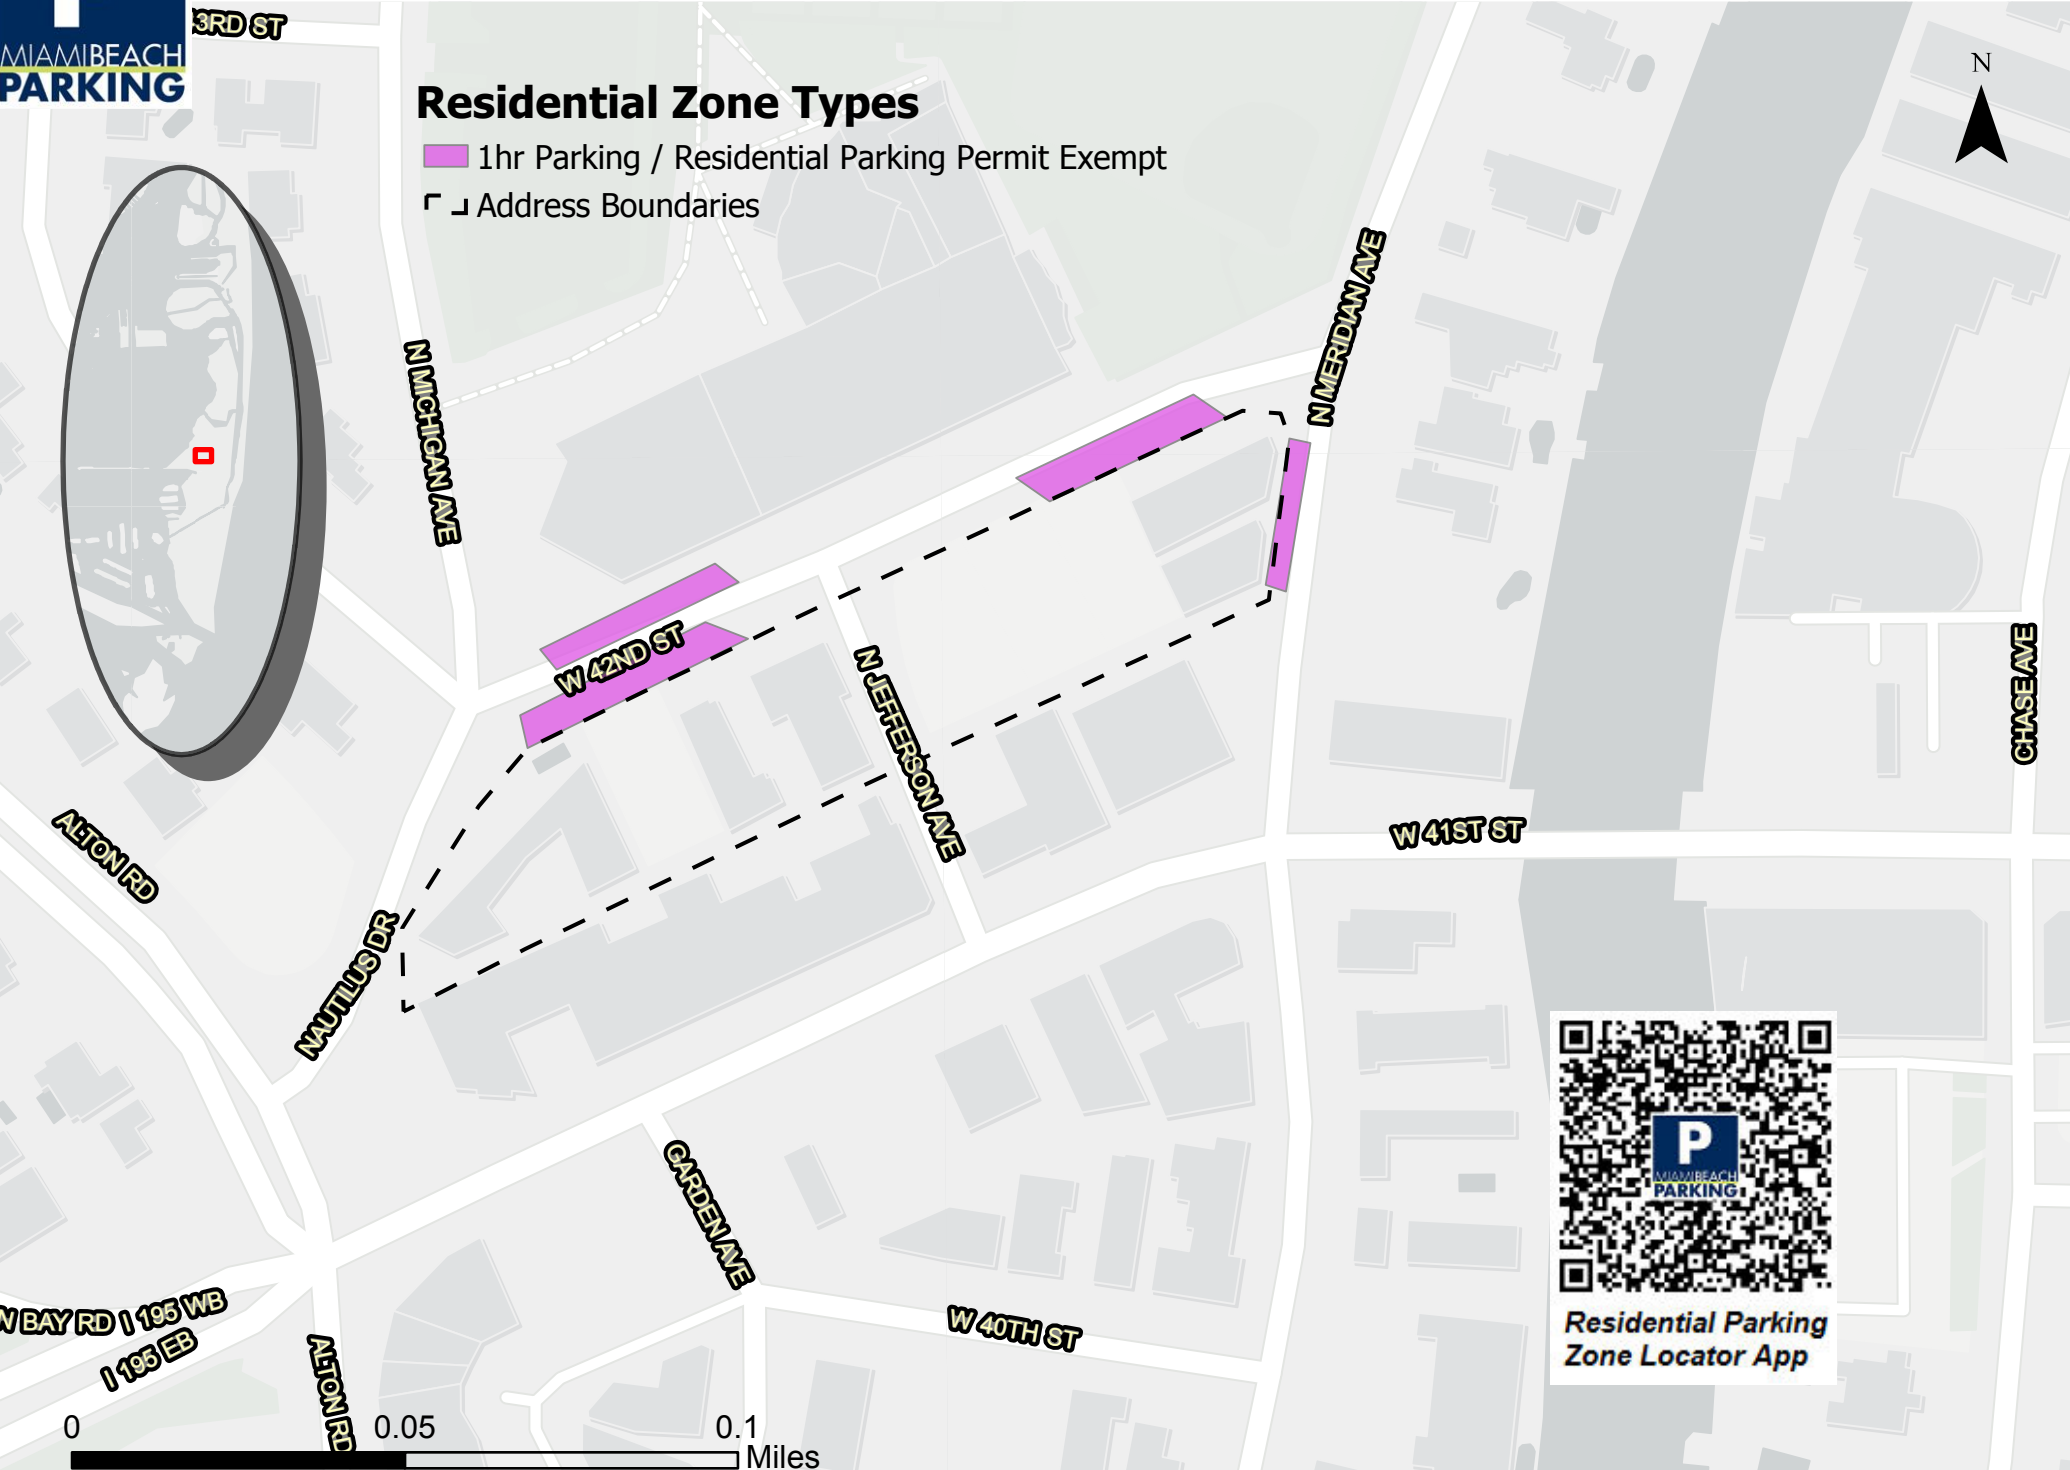 MIAMIBEACH
PARKING
3RD ST
N
Residential Zone Types
1hr Parking / Residential Parking Permit Exempt
Address Boundaries
N MERIDIAN AVE
N MICHIGAN AVE
W 42ND ST
N JEFFERSON AVE
CHASE AVE
ALTON RD
W 41ST ST
NAUTILUS DR
GARDEN AVE
P
MIAMIBEACH
PARKING
Residential Parking
Zone Locator App
N BAY RD I 195 WB
I 195 EB
W 40TH ST
ALTON RD
0 0.05 0.1
Miles